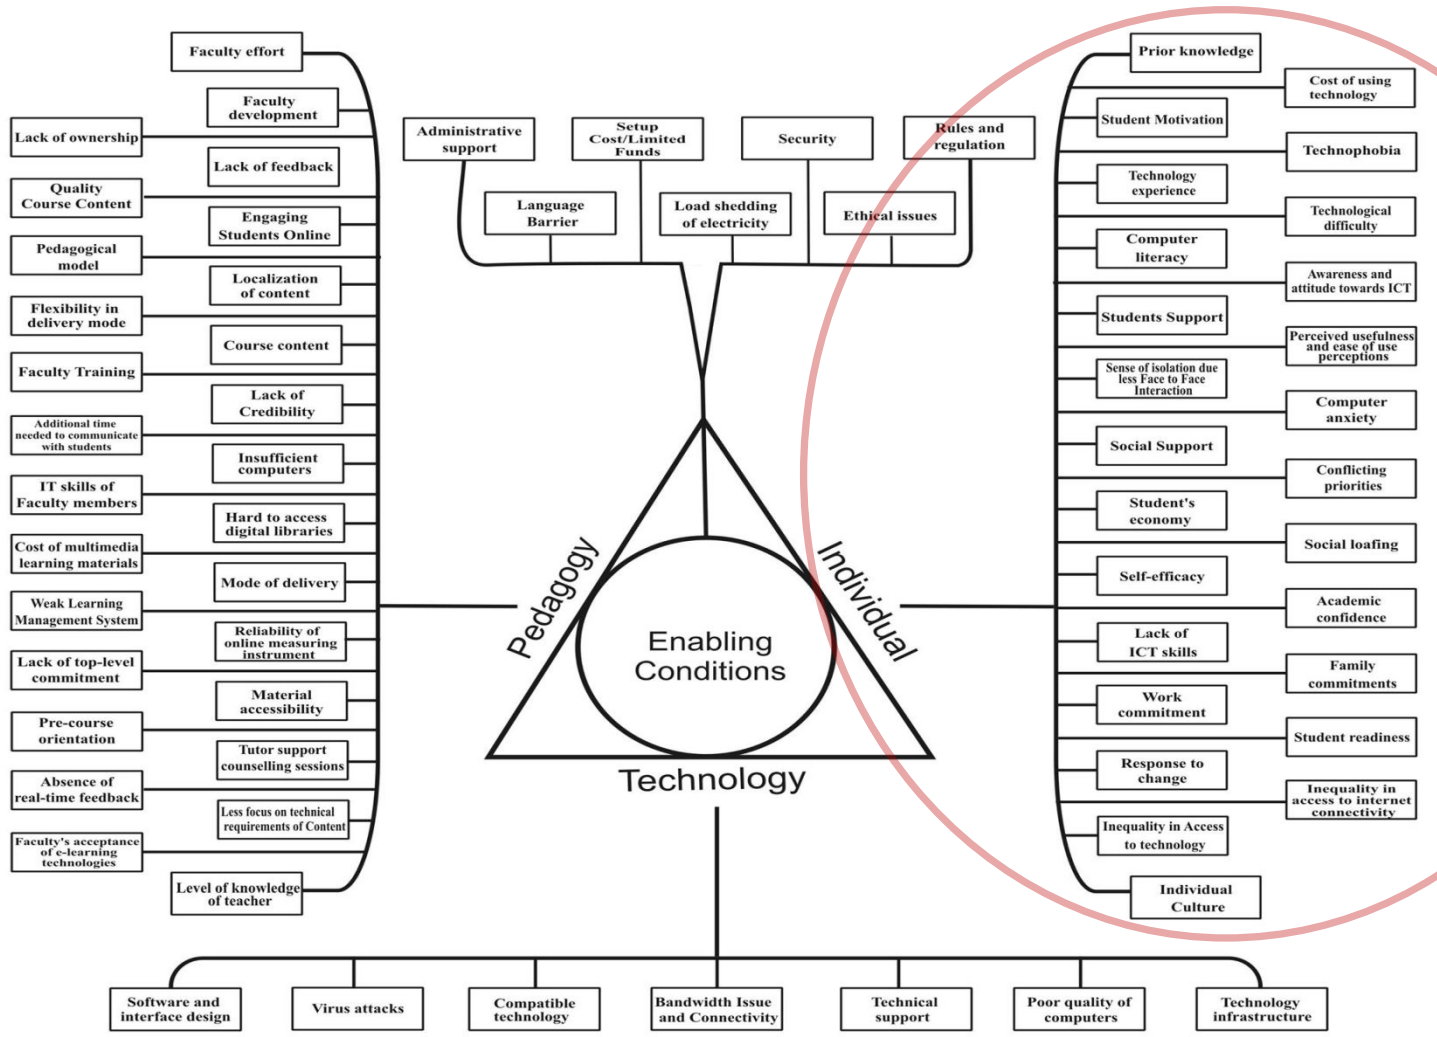 Faculty effort
Faculty
development
Lack of ownership
Lack of feedback
Quality
Course Content
Engaging
Students Online
Pedagogical
model
Localization
of content
Flexibility in
delivery mode
Course content
Faculty Training
Lack of
Credibility
Additional time
needed to communicate
with students
Insufficient
computers
IT skills of
Faculty members
Hard to access
digital libraries
Cost of multimedia
learning materials
Mode of delivery
Weak Learning
Management System
Reliability of
online measuring
instrument
Lack of top-level
commitment
Material
accessibility
Pre-course
orientation
Tutor support
counselling sessions
Absence of
real-time feedback
Less focus on technical
requirements of Content
Faculty's acceptance
of e-learning
technologies
Level of knowledge
of teacher
Administrative
support
Setup
Cost/Limited
Funds
Security
Rules and
regulation
Language
Barrier
Load shedding
of electricity
Ethical issues
Pedagogy
Individual
Enabling
Conditions
Technology
Prior knowledge
Cost of using
technology
Student Motivation
Technophobia
Technology
experience
Technological
difficulty
Computer
literacy
Awareness and
attitude towards ICT
Students Support
Perceived usefulness
and ease of use
perceptions
Sense of isolation due
less Face to Face
Interaction
Computer
anxiety
Social Support
Conflicting
priorities
Student's
economy
Social loafing
Self-efficacy
Academic
confidence
Lack of
ICT skills
Family
commitments
Work
commitment
Student readiness
Response to
change
Inequality in
access to internet
connectivity
Inequality in Access
to technology
Individual
Culture
Software and
interface design
Virus attacks
Compatible
technology
Bandwidth Issue
and Connectivity
Technical
support
Poor quality of
computers
Technology
infrastructure